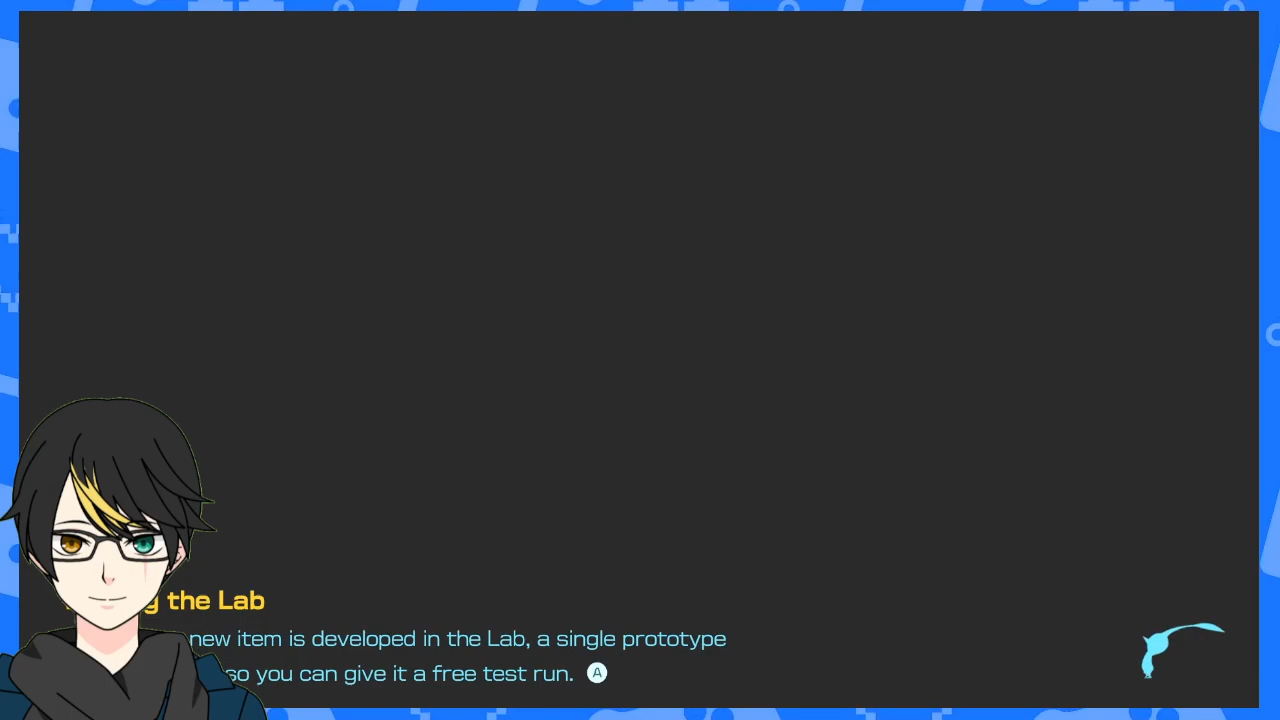 the Lab
new item is developed in the Lab, a single prototype
so you can give it a free test run. A